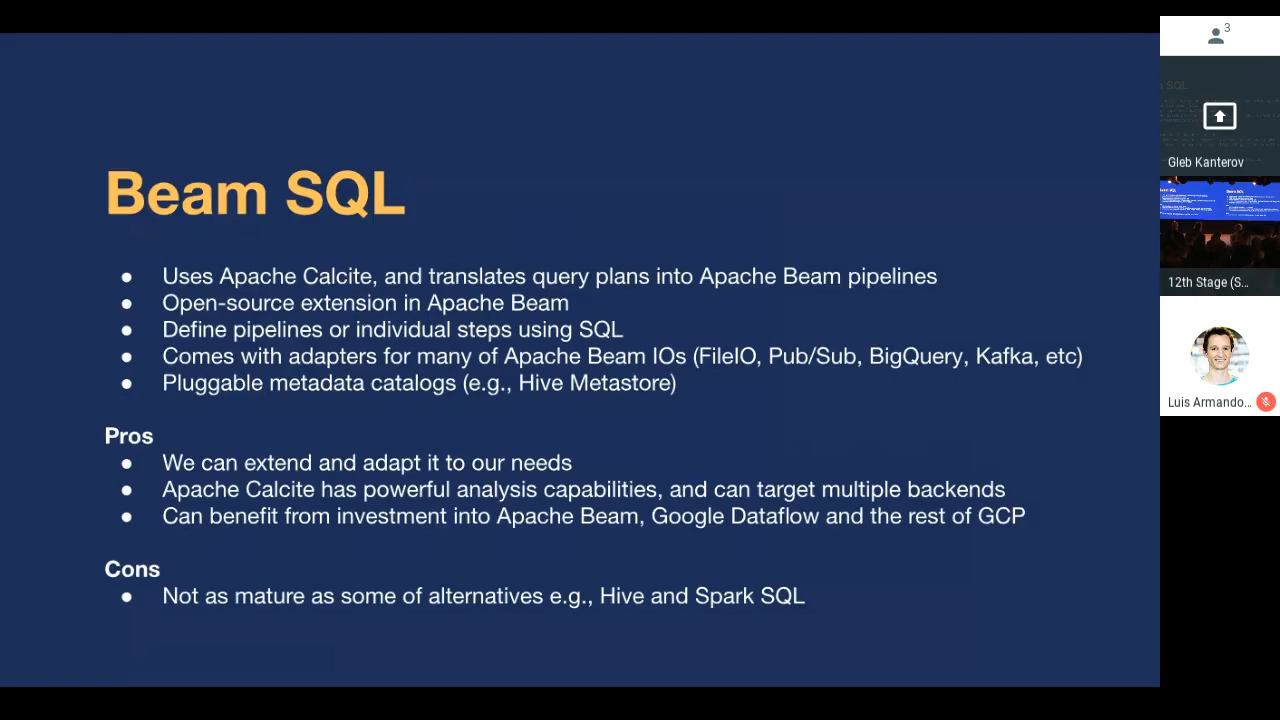 Beam SQL
● Uses Apache Calcite, and translates query plans into Apache Beam pipelines
● Open-source extension in Apache Beam
● Define pipelines or individual steps using SQL
● Comes with adapters for many of Apache Beam IOs (FileIO, Pub/Sub, BigQuery, Kafka, etc)
● Pluggable metadata catalogs (e.g., Hive Metastore)
Pros
● We can extend and adapt it to our needs
● Apache Calcite has powerful analysis capabilities, and can target multiple backends
● Can benefit from investment into Apache Beam, Google Dataflow and the rest of GCP
Cons
● Not as mature as some of alternatives e.g., Hive and Spark SQL
3
Gleb Kanterov
12th Stage (S...
Luis Armando...